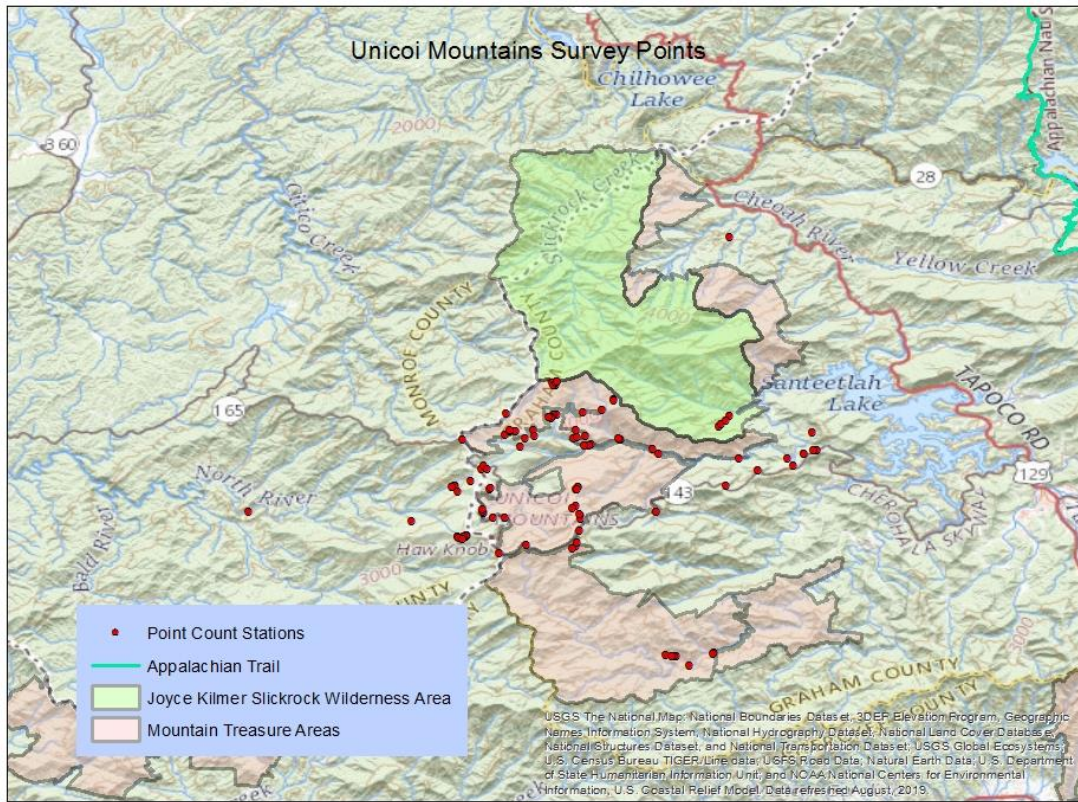 Unicoi Mountains Survey Points
Chilhowee
Lake
Appalachian Nat'l S
360
2000
28
Citico Creek
Slickrock Creek
Cheoah River
Yellow Creek
MONROE COUNTY
GRAHAM COUNTY
4000
Santeetlah
Lake
TAPOCO RD
165
129
North River
143
UNICOI
MOUNTAINS
CHEROHALA SKYWAY
Bald River
Haw Knob
3000
COUNTY
3000
GRAHAM COUNTY
COUNTY
Point Count Stations
Appalachian Trail
Joyce Kilmer Slickrock Wilderness Area
Mountain Treasure Areas
USGS The National Map: National Boundaries Dataset, 3DEP Elevation Program, Geographic
Names Information System, National Hydrography Dataset, National Land Cover Database,
National Structures Dataset, and National Transportation Dataset; USGS Global Ecosystems;
U.S. Census Bureau TIGER/Line data; USFS Road Data; Natural Earth Data; U.S. Department
of State Humanitarian Information Unit; and NOAA National Centers for Environmental
Information, U.S. Coastal Relief Model. Data refreshed August, 2019.